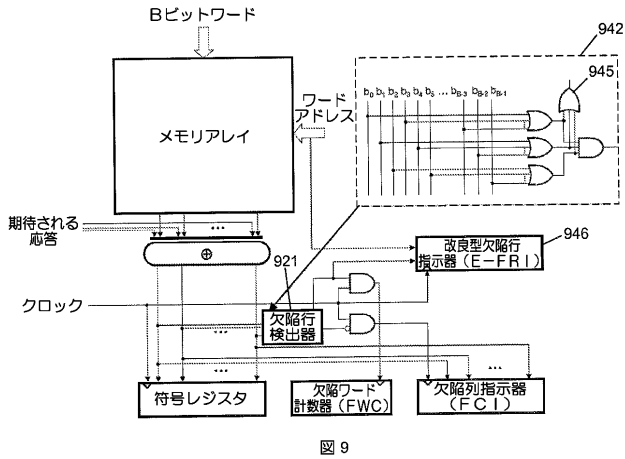 Bビットワード
942
945
b0 b1 b2 b3 b4 b5 ... bB-3 bB-2 bB-1
ワード
アドレス
メモリアレイ
期待される
応答
...
⊕
946
改良型欠陥行
指示器(E-FRI)
921
クロック
欠陥行
検出器
...
...
...
符号レジスタ
欠陥ワード
計数器(FWC)
欠陥列指示器
(FCI)
図 9